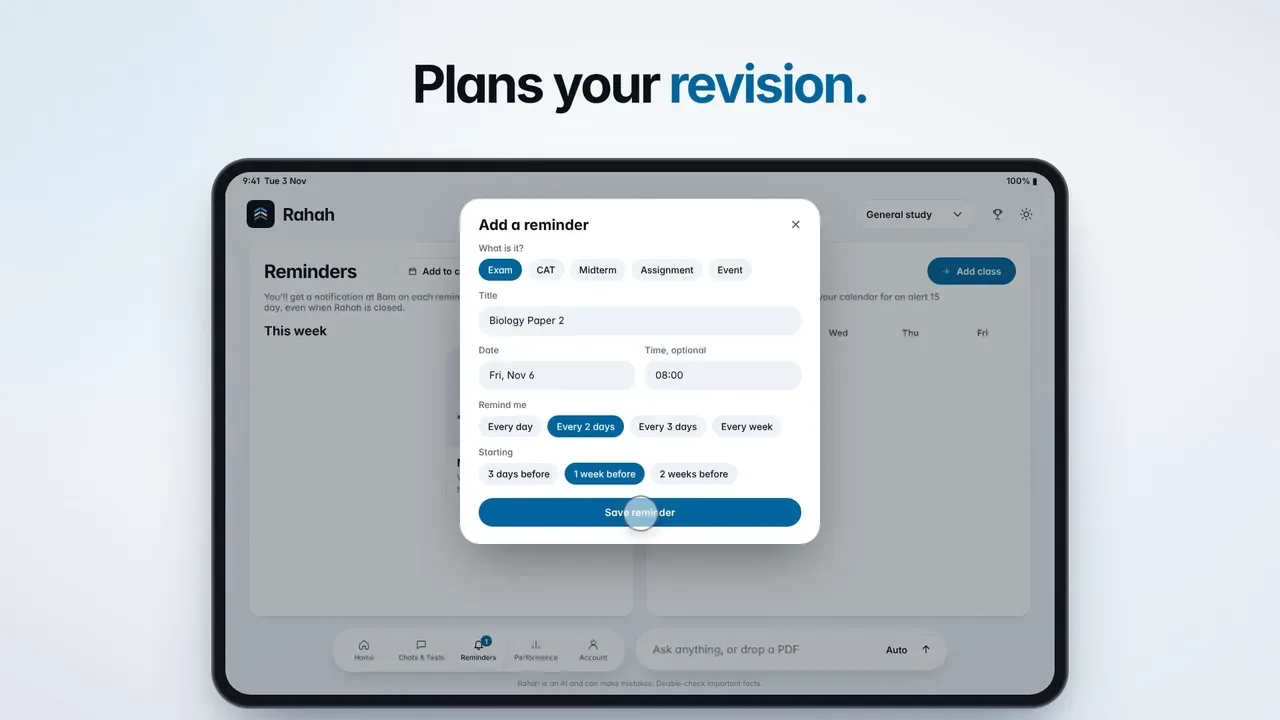 Plans your revision.
9:41 Tue 3 Nov
100%
Rahah
General study
Reminders
Add to c
You'll get a notification at 8am on each remin
day, even when Rahah is closed.
This week
+ Add class
your calendar for an alert 15
Wed Thu Fri
Add a reminder
What is it?
Exam CAT Midterm Assignment Event
Title
Biology Paper 2
Date Time, optional
Fri, Nov 6 08:00
Remind me
Every day Every 2 days Every 3 days Every week
Starting
3 days before 1 week before 2 weeks before
Save reminder
1
Home Chats & Tests Reminders Performance Account
Ask anything, or drop a PDF Auto
Rahah is an AI and can make mistakes. Double-check important facts.